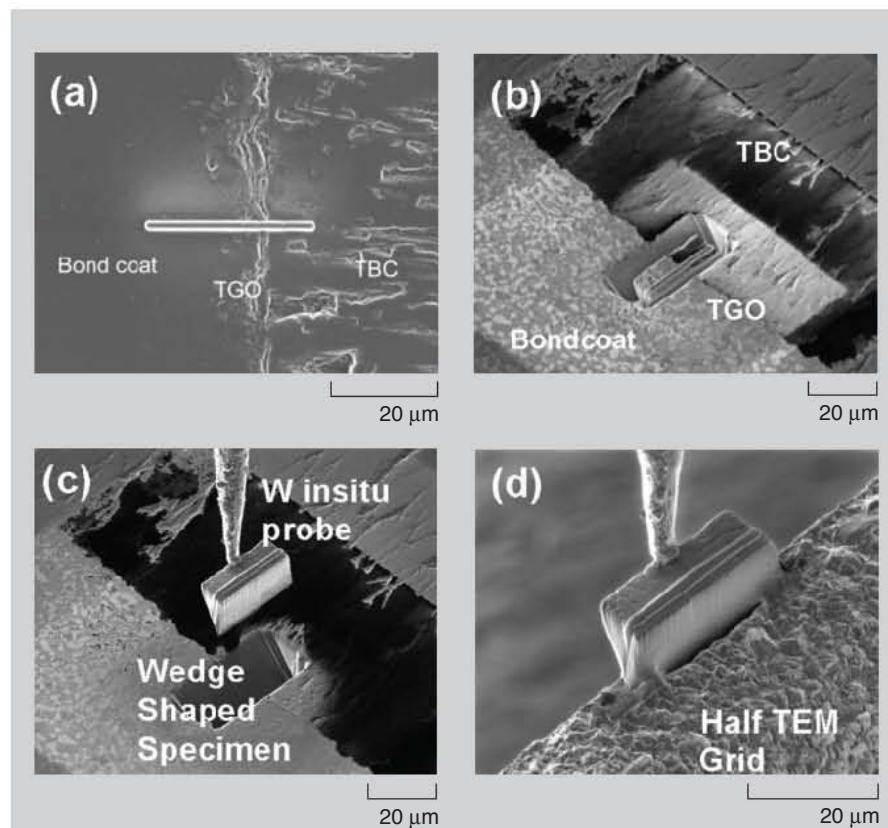 (a)
Bond coat
TGO
TBC
20 μm
(b)
TBC
TGO
Bondcoat
20 μm
(c)
W insitu
probe
Wedge
Shaped
Specimen
20 μm
(d)
Half TEM
Grid
20 μm